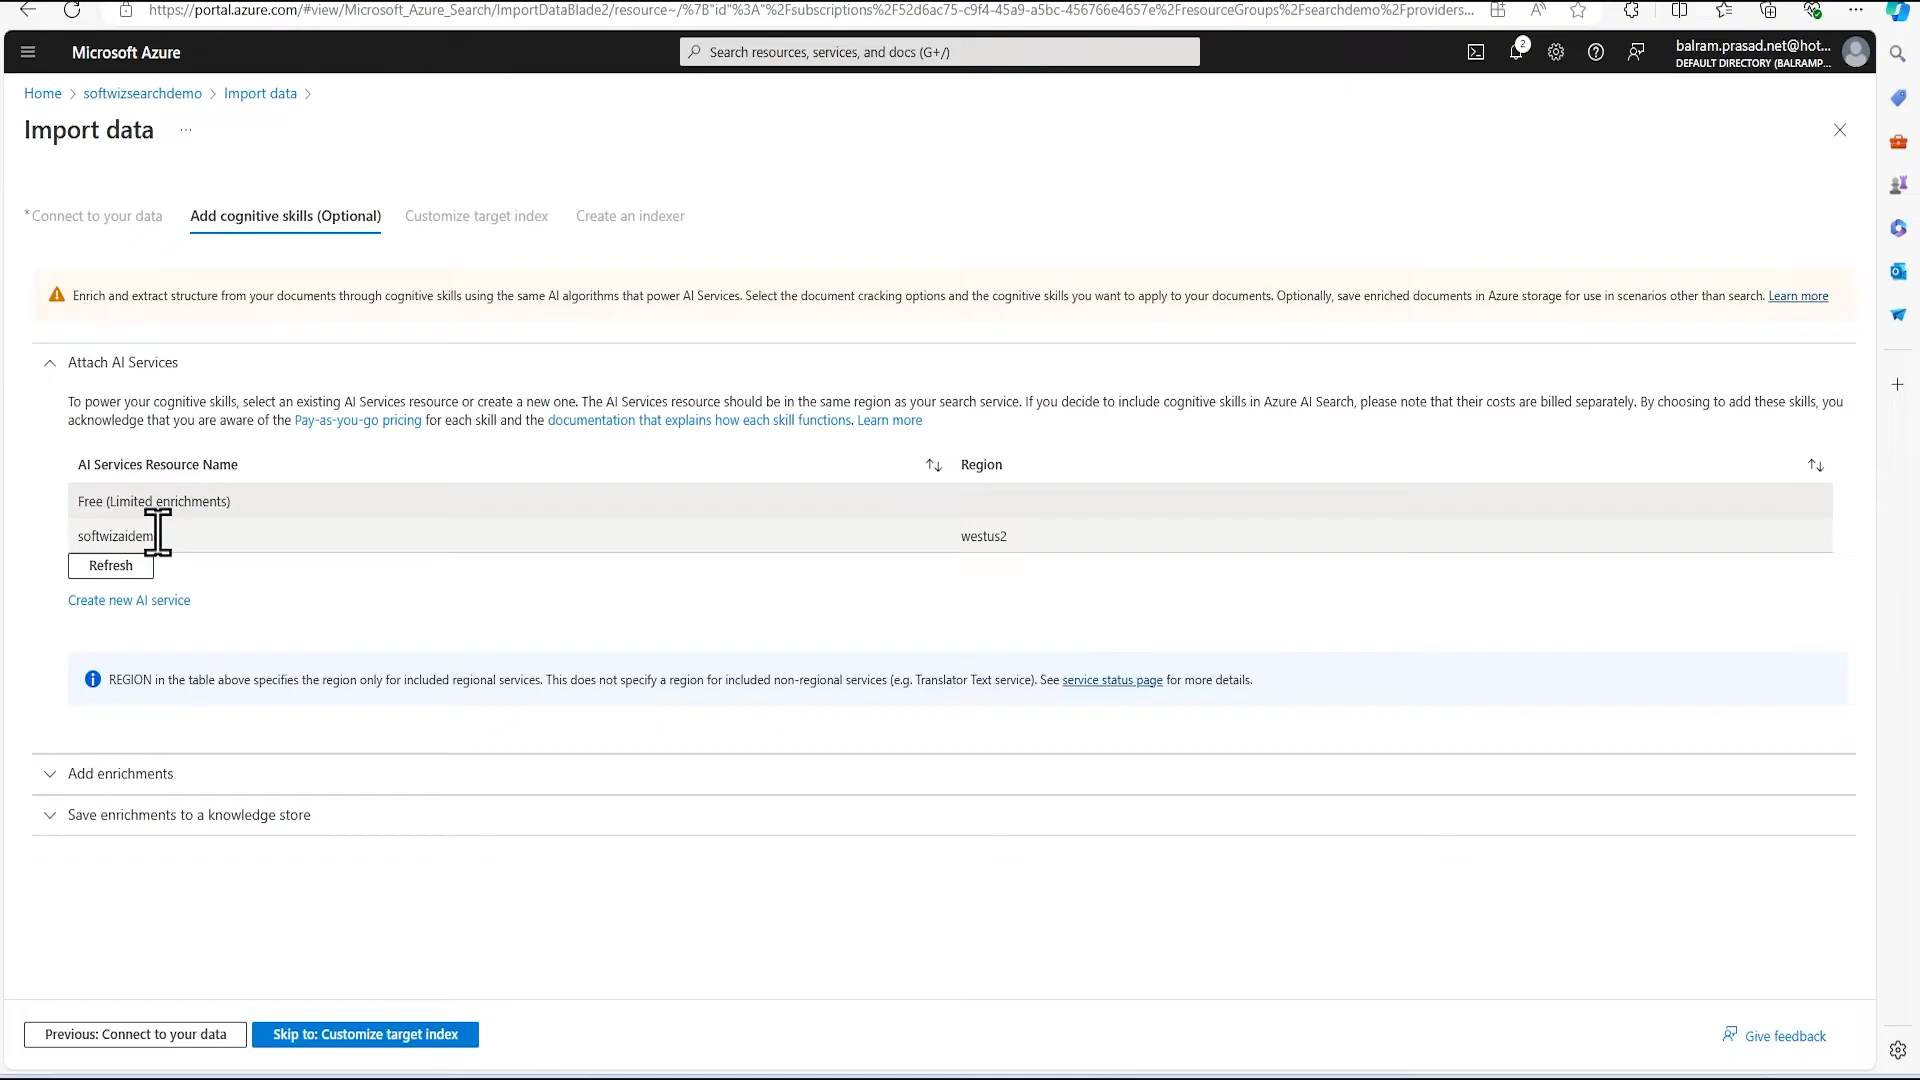 https://portal.azure.com/#view/Microsoft_Azure_Search/ImportDataBlade2/resource~/%7B"id"%3A"%2Fsubscriptions%2F52d6ac75-c9f4-45a9-a5bc-456766e4657e%2FresourceGroups%2Fsearchdemo%2Fproviders...
Microsoft Azure
Search resources, services, and docs (G+/)
2
balram.prasad.net@hot...
DEFAULT DIRECTORY (BALRAMP...
Home > softwizsearchdemo > Import data >
Import data ...
* Connect to your data Add cognitive skills (Optional) Customize target index Create an indexer
Enrich and extract structure from your documents through cognitive skills using the same AI algorithms that power AI Services. Select the document cracking options and the cognitive skills you want to apply to your documents. Optionally, save enriched documents in Azure storage for use in scenarios other than search. Learn more
Attach AI Services
To power your cognitive skills, select an existing AI Services resource or create a new one. The AI Services resource should be in the same region as your search service. If you decide to include cognitive skills in Azure AI Search, please note that their costs are billed separately. By choosing to add these skills, you
acknowledge that you are aware of the Pay-as-you-go pricing for each skill and the documentation that explains how each skill functions. Learn more
AI Services Resource Name Region
Free (Limited enrichments)
softwizaidem westus2
Refresh
Create new AI service
REGION in the table above specifies the region only for included regional services. This does not specify a region for included non-regional services (e.g. Translator Text service). See service status page for more details.
Add enrichments
Save enrichments to a knowledge store
Previous: Connect to your data Skip to: Customize target index
Give feedback